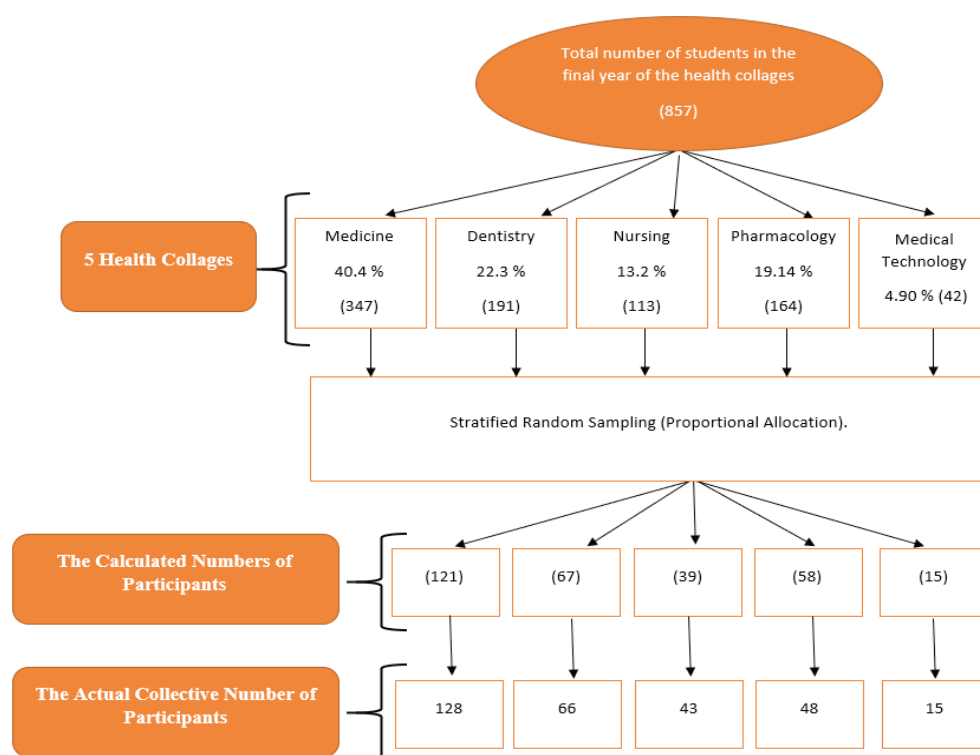 Total number of students in the
final year of the health collages
(857)
5 Health Collages
Medicine
40.4 %
(347)
Dentistry
22.3 %
(191)
Nursing
13.2 %
(113)
Pharmacology
19.14 %
(164)
Medical
Technology
4.90 % (42)
Stratified Random Sampling (Proportional Allocation).
The Calculated Numbers of
Participants
(121)
(67)
(39)
(58)
(15)
The Actual Collective Number of
Participants
128
66
43
48
15